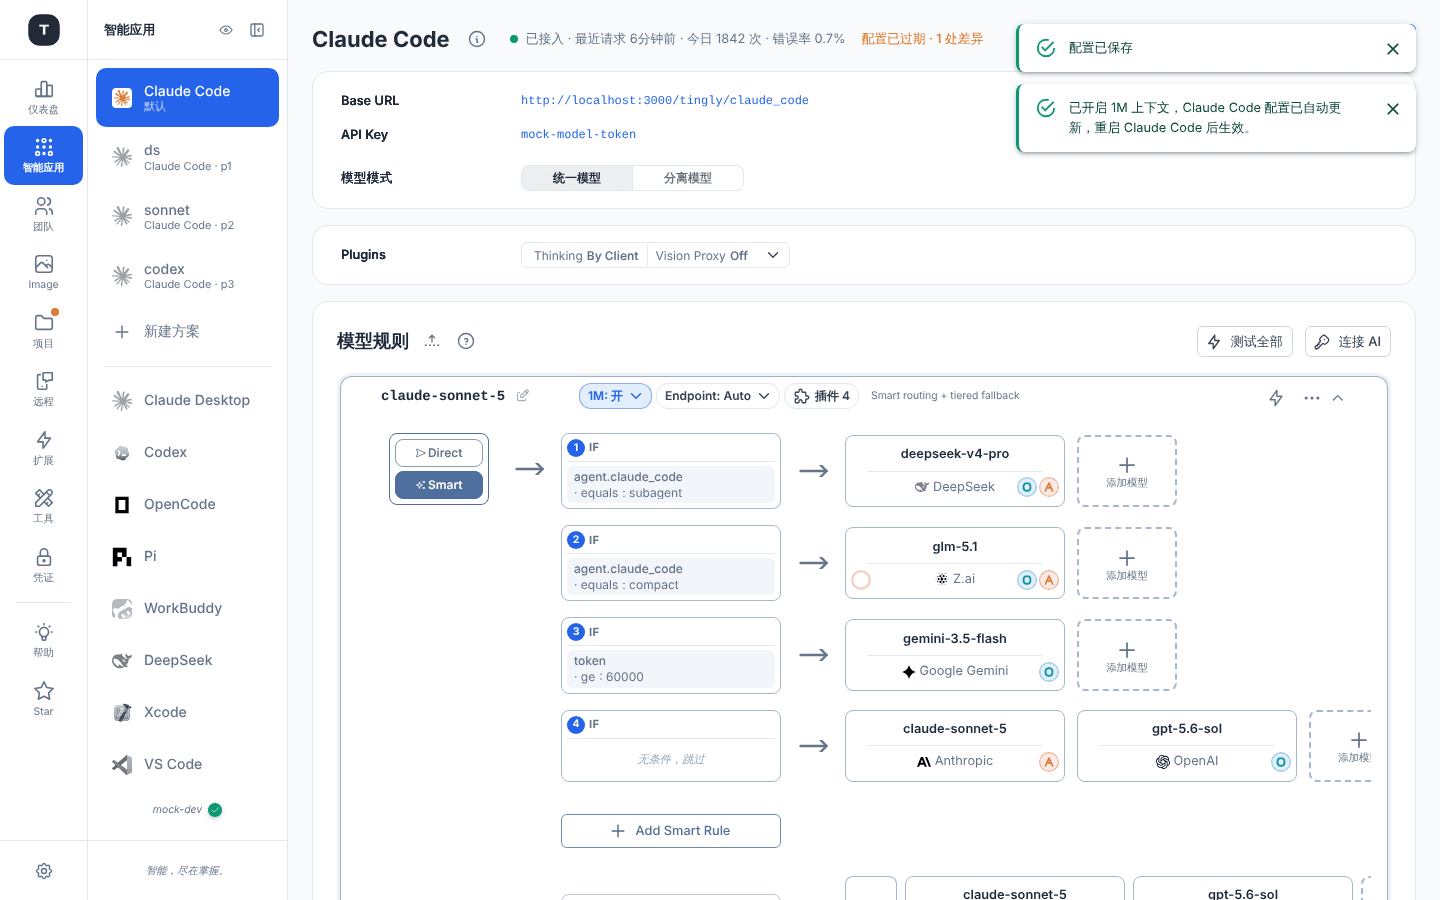 T
仪表盘
智能应用
团队
Image
项目
远程
扩展
工具
凭证
帮助
Star
智能应用
Claude Code
默认
ds
Claude Code · p1
sonnet
Claude Code · p2
codex
Claude Code · p3
新建方案
Claude Desktop
Codex
OpenCode
Pi
WorkBuddy
DeepSeek
Xcode
VS Code
mock-dev
智能，尽在掌握。
Claude Code
已接入 · 最近请求 6分钟前 · 今日 1842 次 · 错误率 0.7%
配置已过期 · 1 处差异
配置已保存
已开启 1M 上下文，Claude Code 配置已自动更
新，重启 Claude Code 后生效。
Base URL
http://localhost:3000/tingly/claude_code
API Key
mock-model-token
模型模式
统一模型
分离模型
Plugins
Thinking By Client
Vision Proxy Off
模型规则
测试全部
连接 AI
claude-sonnet-5
1M: 开
Endpoint: Auto
插件 4
Smart routing + tiered fallback
Direct
Smart
1 IF
agent.claude_code
· equals : subagent
deepseek-v4-pro
DeepSeek
O A
添加模型
2 IF
agent.claude_code
· equals : compact
glm-5.1
Z.ai
O A
添加模型
3 IF
token
· ge : 60000
gemini-3.5-flash
Google Gemini
O
添加模型
4 IF
无条件，跳过
claude-sonnet-5
Anthropic
A
gpt-5.6-sol
OpenAI
O
添加模
Add Smart Rule
claude-sonnet-5
gpt-5.6-sol